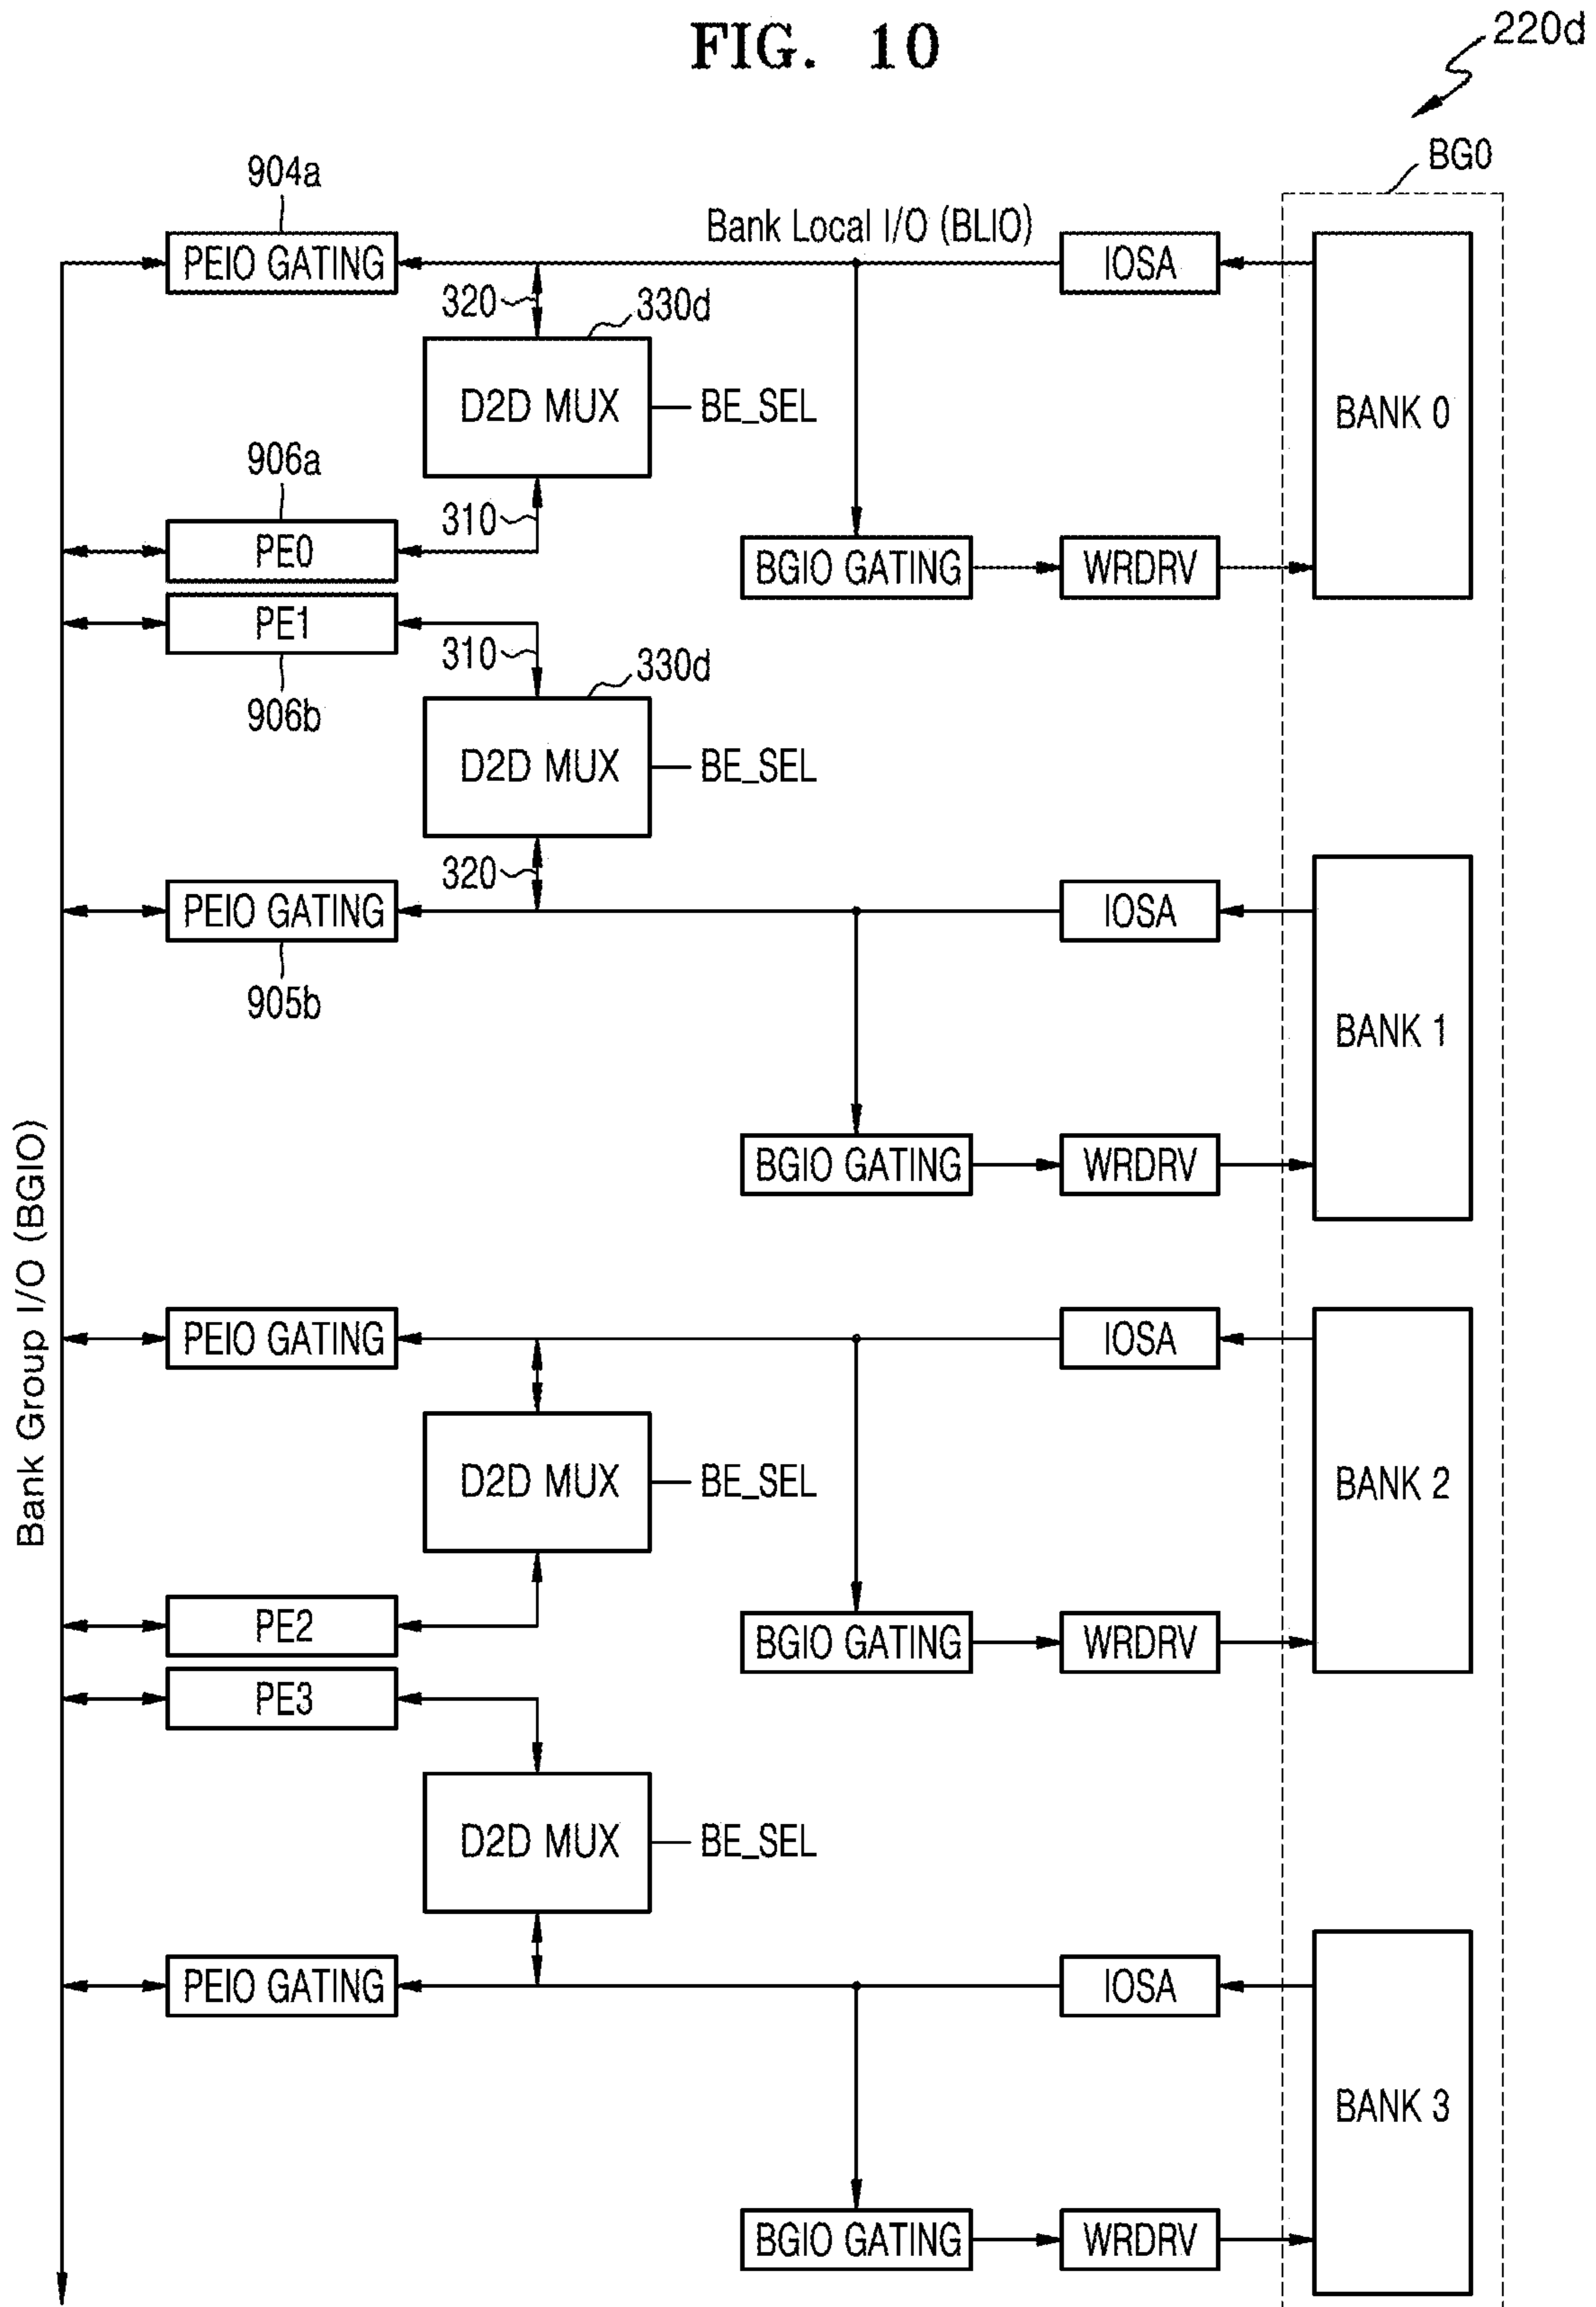 FIG. 10
220d
BG0
904a
Bank Local I/O (BLIO)
PEIO GATING
IOSA
320
330d
D2D MUX
BE_SEL
BANK 0
906a
310
PE0
BGIO GATING
WRDRV
PE1
310
330d
906b
D2D MUX
BE_SEL
320
PEIO GATING
IOSA
905b
BANK 1
BGIO GATING
WRDRV
Bank Group I/O (BGIO)
PEIO GATING
IOSA
D2D MUX
BE_SEL
BANK 2
PE2
BGIO GATING
WRDRV
PE3
D2D MUX
BE_SEL
PEIO GATING
IOSA
BANK 3
BGIO GATING
WRDRV